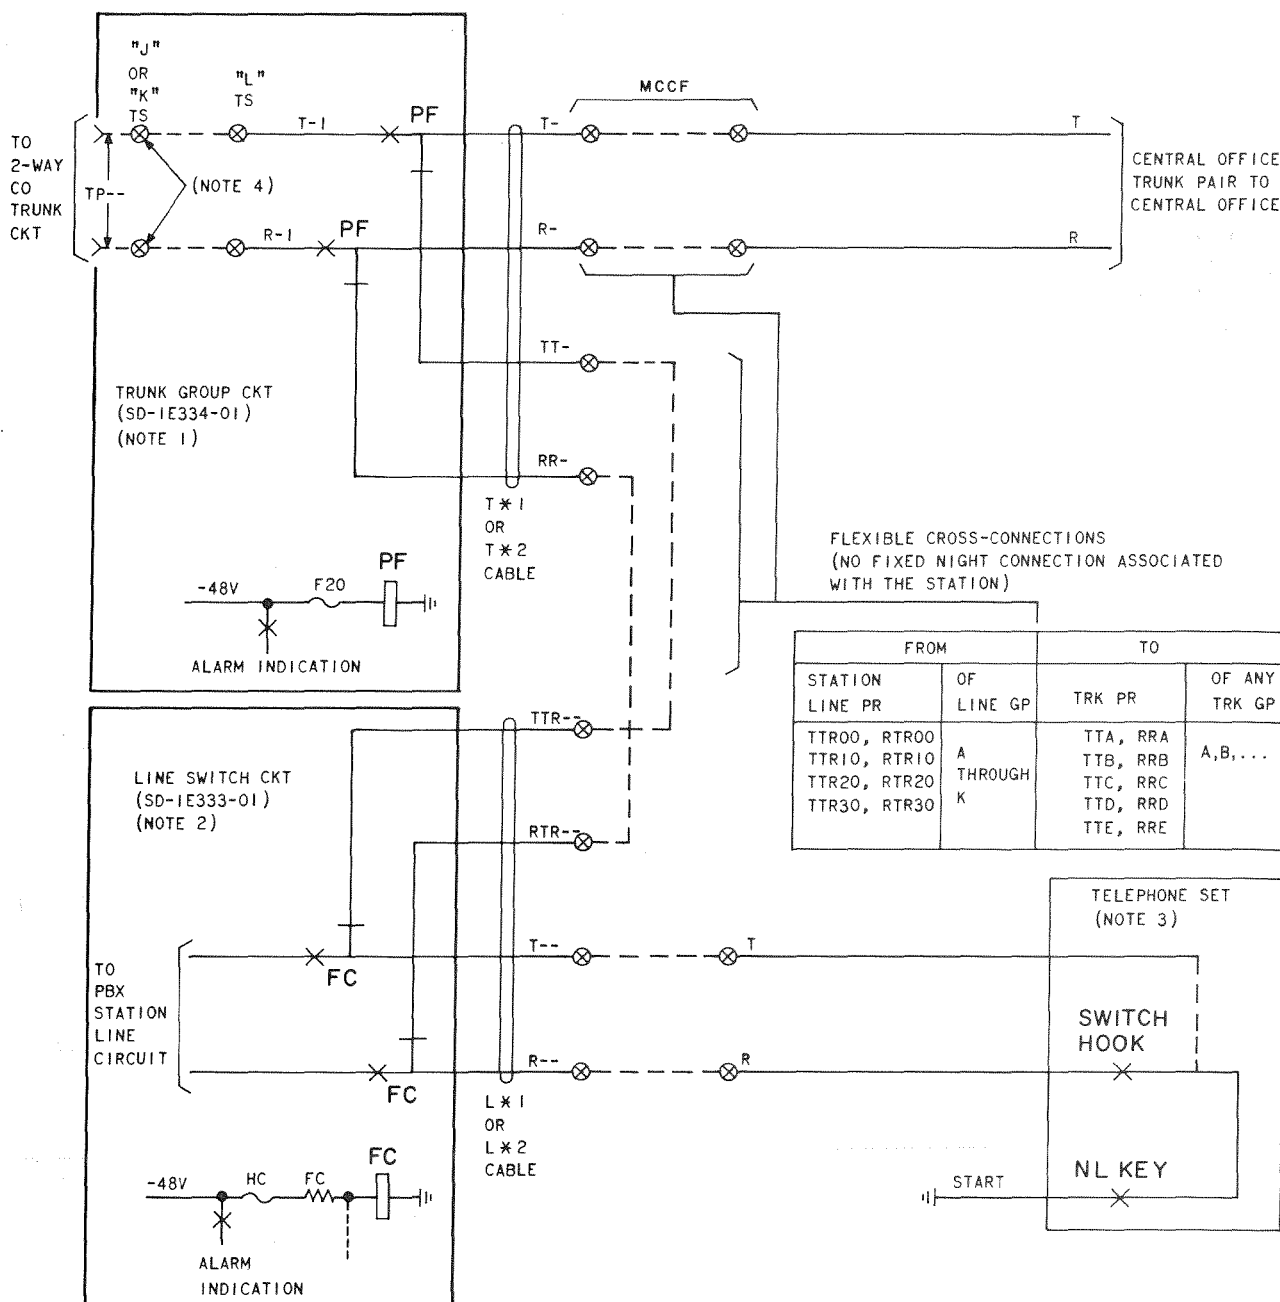 "J"
OR
"K"
TS
"L"
TS
T-1
PF
T-
MCCF
T
TO
2-WAY
CO
TRUNK
CKT
TP--
(NOTE 4)
CENTRAL OFFICE
TRUNK PAIR TO
CENTRAL OFFICE
R-1
PF
R-
R
TT-
TRUNK GROUP CKT
(SD-1E334-01)
(NOTE 1)
RR-
T*1
OR
T*2
CABLE
-48V
F20
PF
ALARM INDICATION
FLEXIBLE CROSS-CONNECTIONS
(NO FIXED NIGHT CONNECTION ASSOCIATED
WITH THE STATION)
FROM
TO
STATION
LINE PR
OF
LINE GP
TRK PR
OF ANY
TRK GP
TTR00, RTR00
TTR10, RTR10
TTR20, RTR20
TTR30, RTR30
A
THROUGH
K
TTA, RRA
TTB, RRB
TTC, RRC
TTD, RRD
TTE, RRE
A,B,...
TTR--
LINE SWITCH CKT
(SD-1E333-01)
(NOTE 2)
RTR--
TELEPHONE SET
(NOTE 3)
T--
T
TO
PBX
STATION
LINE
CIRCUIT
FC
SWITCH
HOOK
R--
R
FC
L*1
OR
L*2
CABLE
-48V
HC
FC
FC
START
NL KEY
ALARM
INDICATION